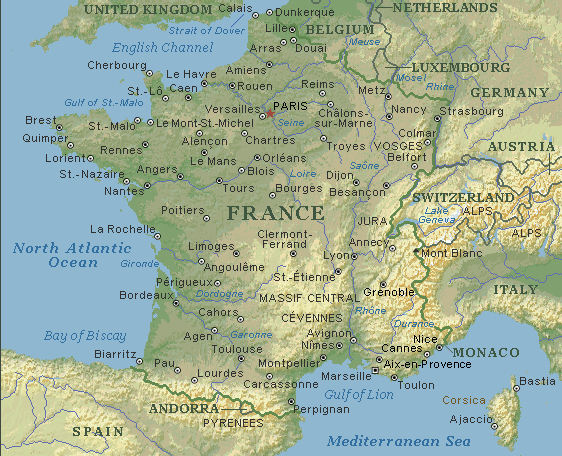 UNITED KINGDOM
Calais
Dunkerque
NETHERLANDS
Strait of Dover
Lille
BELGIUM
English Channel
Arras
Douai
Meuse
Cherbourg
Amiens
LUXEMBOURG
Le Havre
Rouen
Reims
Metz
Mosel
Rhine
GERMANY
St.-Lô
Caen
Gulf of St.-Malo
Versailles
PARIS
Châlons-
sur-Marne
Nancy
Strasbourg
Brest
St.-Malo
Le Mont-St-Michel
Seine
Quimper
Rennes
Alençon
Chartres
Troyes
VOSGES
Colmar
AUSTRIA
Lorient
Le Mans
Orléans
Belfort
St.-Nazaire
Angers
Blois
Loire
Saône
Dijon
Nantes
Tours
Bourges
Besançon
SWITZERLAND
Poitiers
FRANCE
JURA
Lake
Geneva
ALPS
La Rochelle
Annecy
ALPS
North Atlantic
Ocean
Limoges
Clermont-
Ferrand
Lyon
Mont Blanc
Gironde
Angoulême
St.-Étienne
Périgueux
Grenoble
ITALY
Bordeaux
Dordogne
MASSIF CENTRAL
Cahors
CÉVENNES
Rhône
Durance
Bay of Biscay
Agen
Garonne
Avignon
Nice
Biarritz
Toulouse
Nîmes
Cannes
MONACO
Pau
Montpellier
Aix-en-Provence
Lourdes
Marseille
Carcassonne
Toulon
Bastia
Gulf of Lion
Corsica
ANDORRA
Perpignan
Ajaccio
PYRENEES
SPAIN
Mediterranean Sea